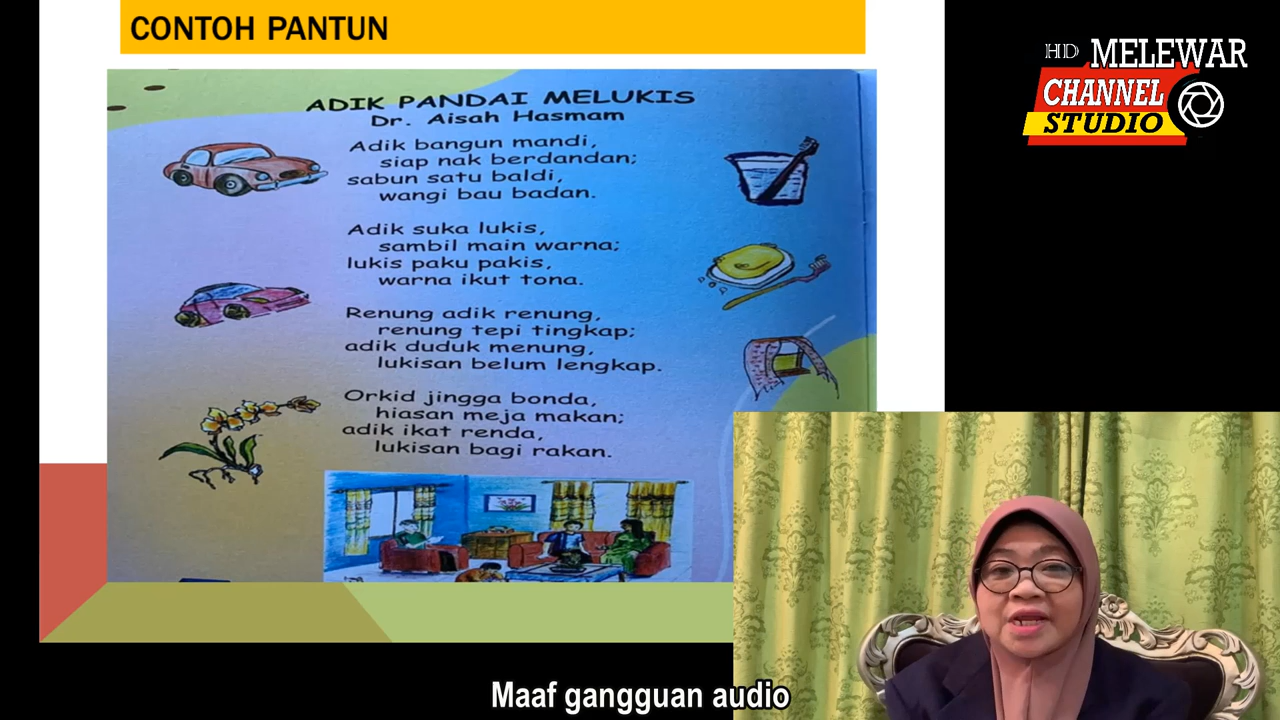 CONTOH PANTUN
HD MELEWAR
CHANNEL
STUDIO
ADIK PANDAI MELUKIS
Dr. Aisah Hasmam
Adik bangun mandi,
siap nak berdandan;
sabun satu baldi,
wangi bau badan.
Adik suka lukis,
sambil main warna;
lukis paku pakis,
warna ikut tona.
Renung adik renung,
renung tepi tingkap;
adik duduk menung,
lukisan belum lengkap.
Orkid jingga bonda,
hiasan meja makan;
adik ikat renda,
lukisan bagi rakan.
Maaf gangguan audio